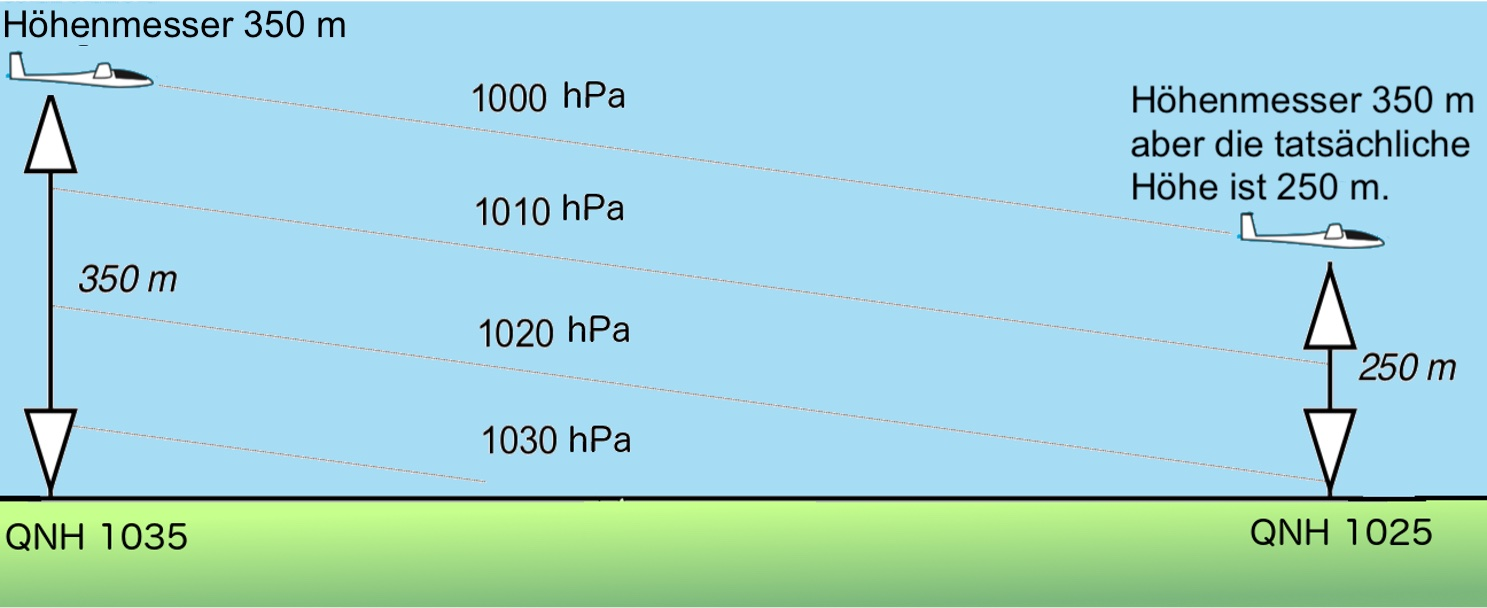 Höhenmesser 350 m
1000 hPa
Höhenmesser 350 m
aber die tatsächliche
Höhe ist 250 m.
1010 hPa
350 m
1020 hPa
250 m
1030 hPa
QNH 1035
QNH 1025